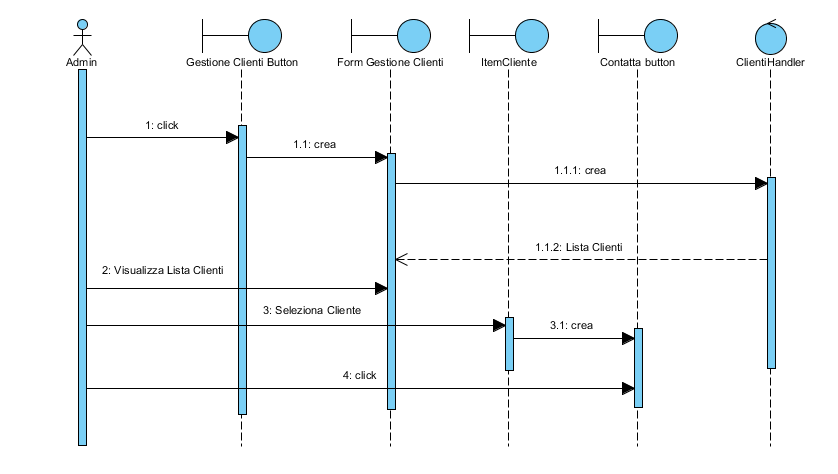 Admin
Gestione Clienti Button
Form Gestione Clienti
ItemCliente
Contatta button
ClientiHandler
1: click
1.1: crea
1.1.1: crea
1.1.2: Lista Clienti
2: Visualizza Lista Clienti
3: Seleziona Cliente
3.1: crea
4: click